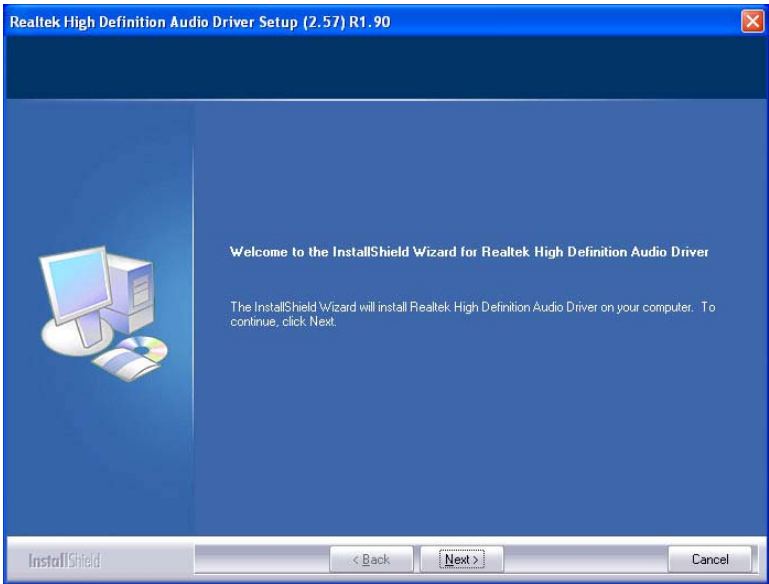 Realtek High Definition Audio Driver Setup (2.57) R1.90
Welcome to the InstallShield Wizard for Realtek High Definition Audio Driver
The InstallShield Wizard will install Realtek High Definition Audio Driver on your computer. To
continue, click Next.
InstallShield
< Back
Next >
Cancel